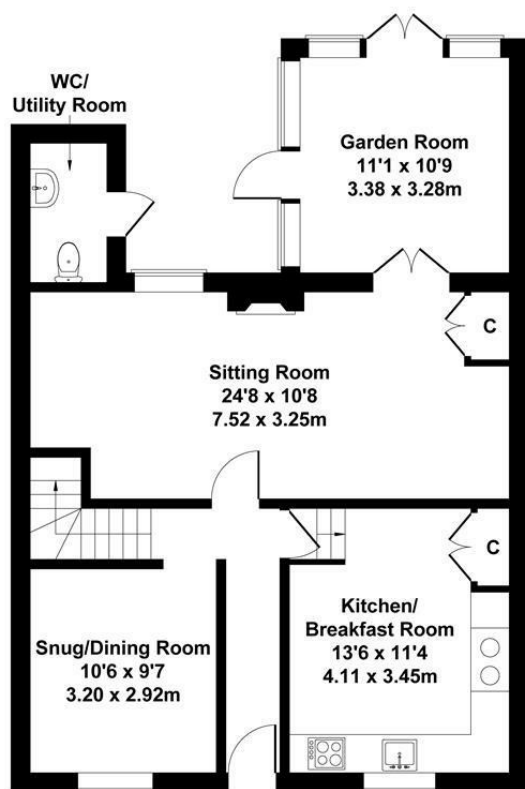 WC/
Utility Room
Garden Room
11'1 x 10'9
3.38 x 3.28m
C
Sitting Room
24'8 x 10'8
7.52 x 3.25m
C
Kitchen/
Breakfast Room
13'6 x 11'4
4.11 x 3.45m
Snug/Dining Room
10'6 x 9'7
3.20 x 2.92m